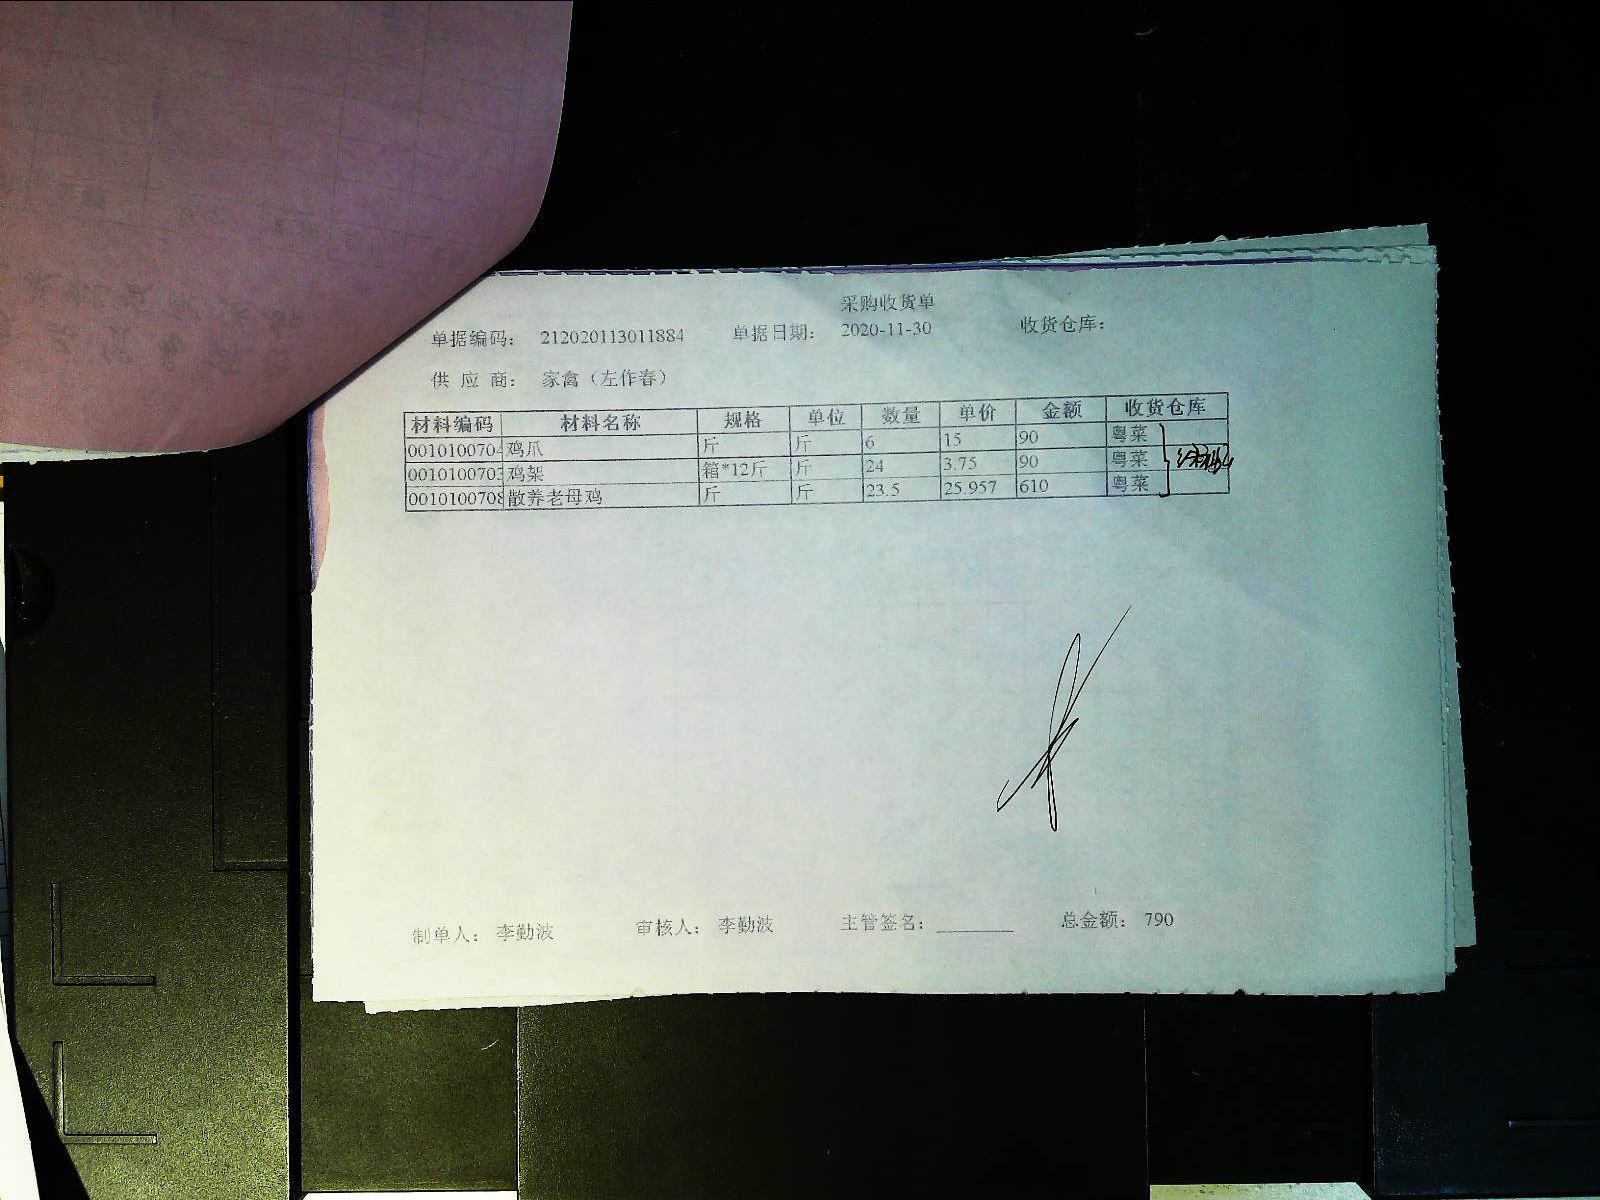 采购收货单
单据编码： 212020113011884 单据日期： 2020-11-30 收货仓库：
供 应 商： 家禽（左作春）
材料编码 材料名称 规格 单位 数量 单价 金额 收货仓库
0010100704 鸡爪 斤 斤 6 15 90 粤菜
0010100703 鸡架 箱*12斤 斤 24 3.75 90 粤菜
0010100708 散养老母鸡 斤 斤 23.5 25.957 610 粤菜
制单人： 李勤波 审核人： 李勤波 主管签名： ________ 总金额： 790